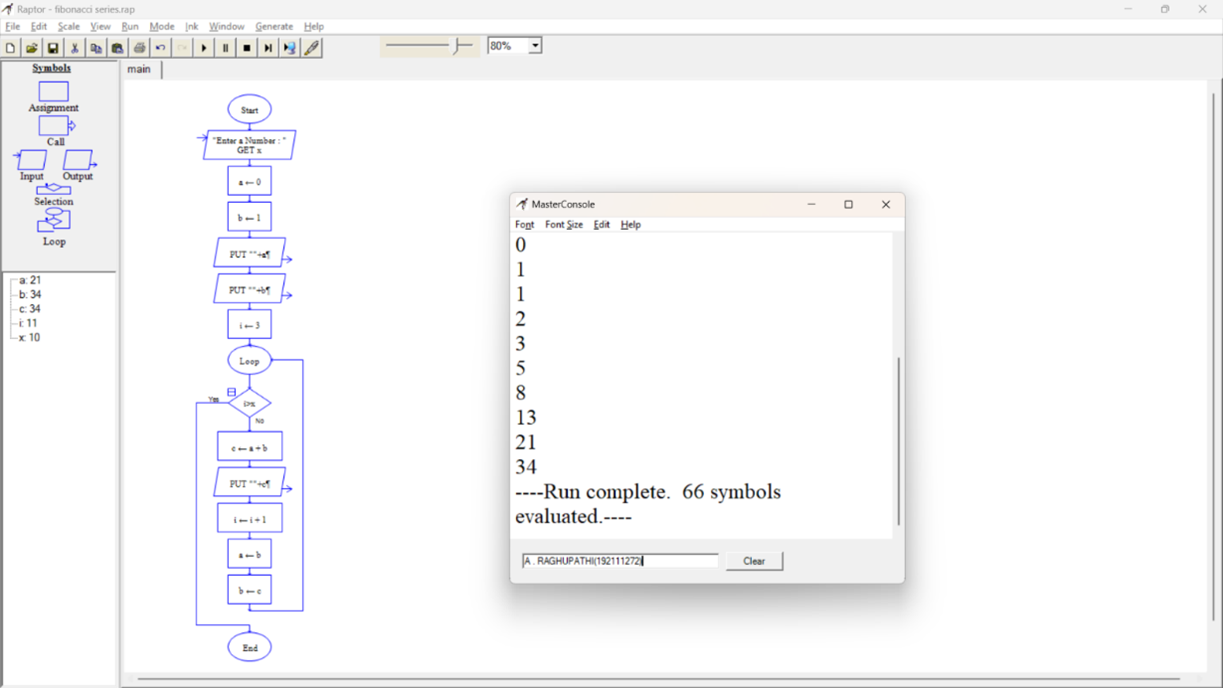 Raptor - fibonacci series.rap
File Edit Scale View Run Mode Ink Window Generate Help
80%
Symbols
Assignment
Call
Input Output
Selection
Loop
a: 21
b: 34
c: 34
i: 11
x: 10
main
Start
"Enter a Number : "
GET x
a ← 0
b ← 1
PUT ""+a¶
PUT ""+b¶
i ← 3
Loop
Yes
i>x
No
c ← a + b
PUT ""+c¶
i ← i + 1
a ← b
b ← c
End
MasterConsole
Font Font Size Edit Help
0
1
1
2
3
5
8
13
21
34
----Run complete.  66 symbols
evaluated.----
A . RAGHUPATHI(192111272)
Clear